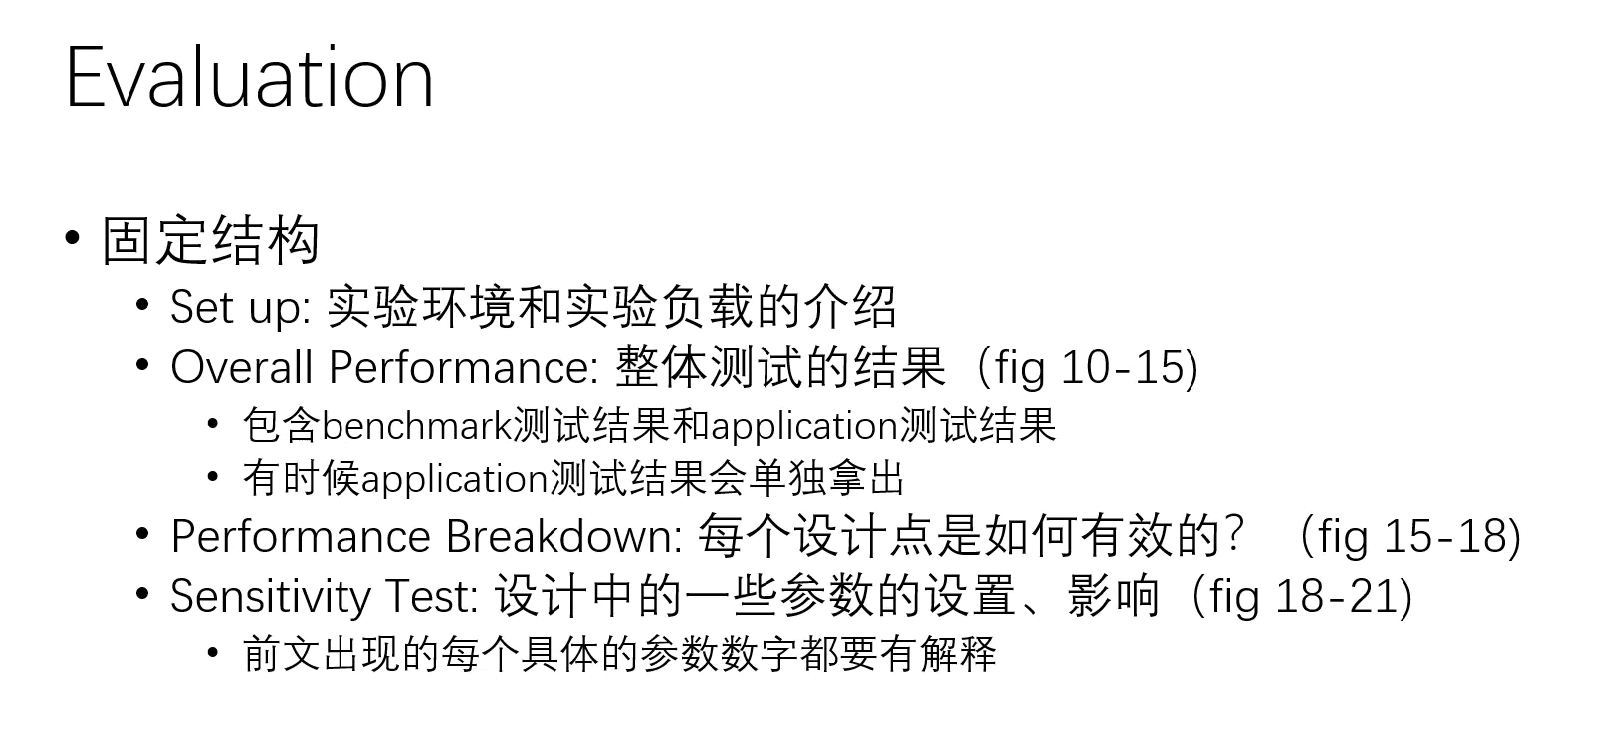 Evaluation
• 固定结构
• Set up: 实验环境和实验负载的介绍
• Overall Performance: 整体测试的结果（fig 10-15)
• 包含benchmark测试结果和application测试结果
• 有时候application测试结果会单独拿出
• Performance Breakdown: 每个设计点是如何有效的？（fig 15-18)
• Sensitivity Test: 设计中的一些参数的设置、影响（fig 18-21)
• 前文出现的每个具体的参数数字都要有解释